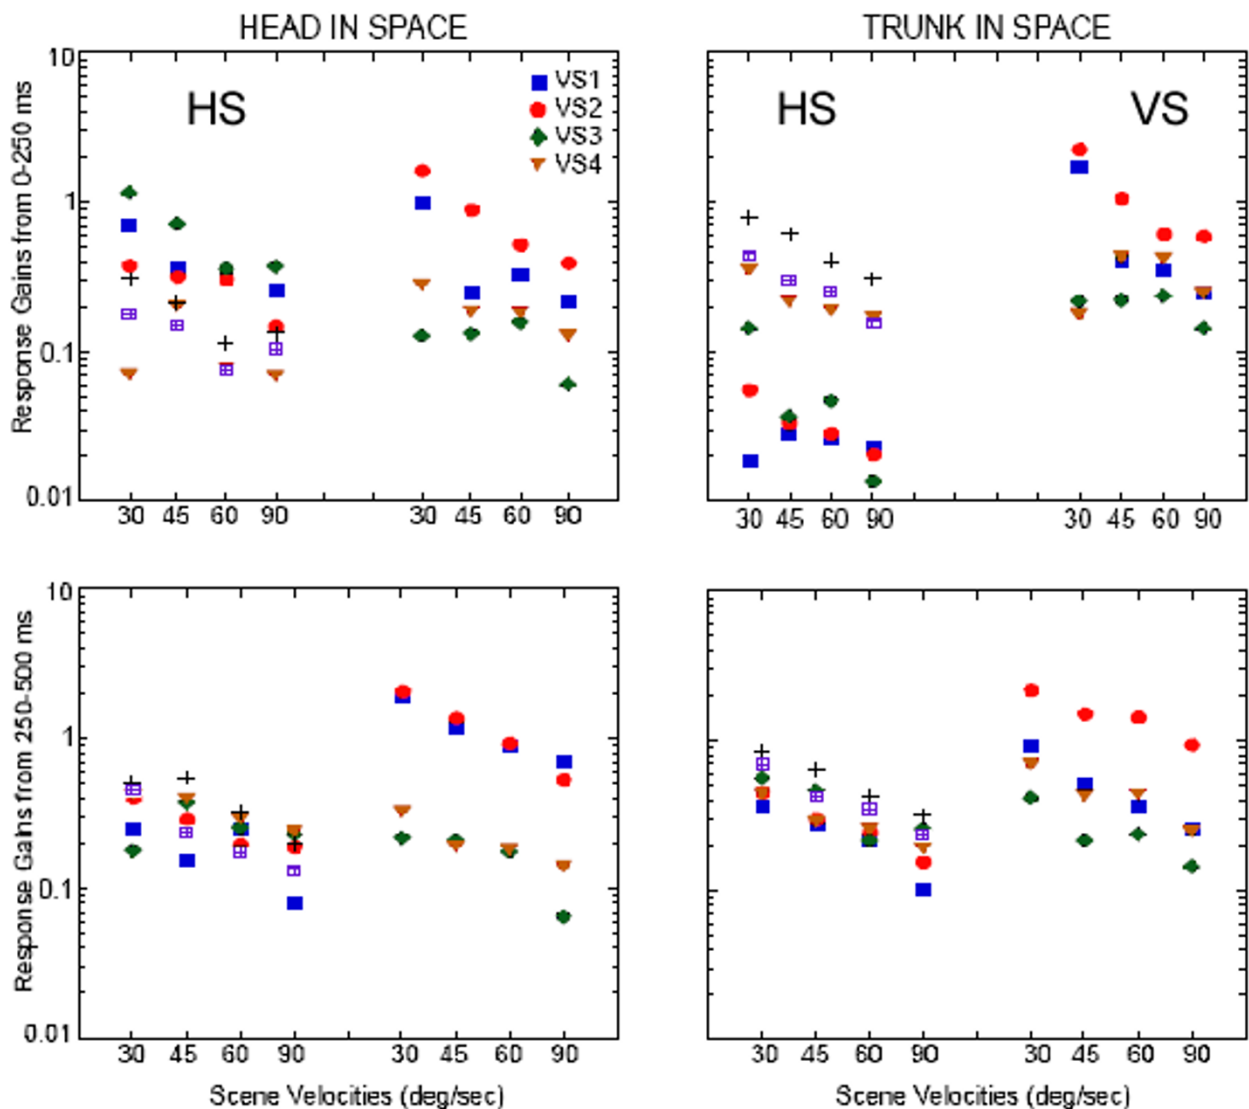 HEAD IN SPACE
TRUNK IN SPACE
Response Gains from 0-250 ms
10
1
0.1
0.01
HS
VS1
VS2
VS3
VS4
30 45 60 90 30 45 60 90
HS VS
30 45 60 90 30 45 60 90
Response Gains from 250-500 ms
10
1
0.1
0.01
30 45 60 90 30 45 60 90
Scene Velocities (deg/sec)
30 45 60 90 30 45 60 90
Scene Velocities (deg/sec)